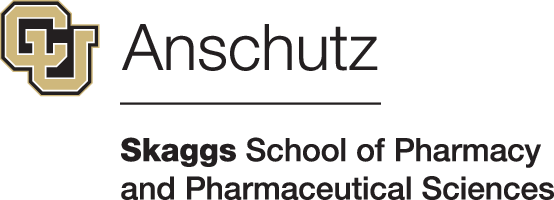 CU Anschutz
Skaggs School of Pharmacy
and Pharmaceutical Sciences